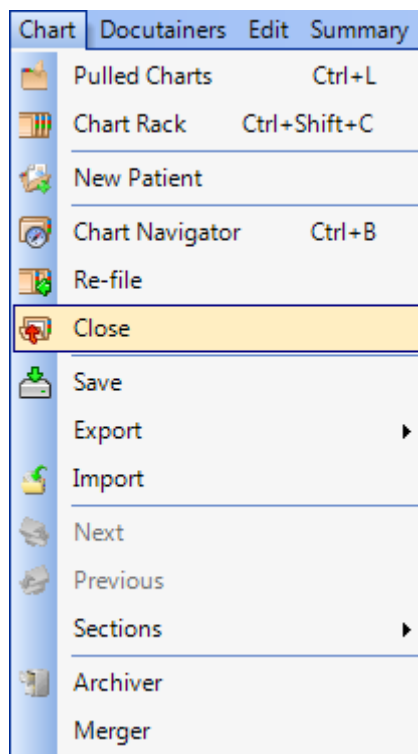 Chart Docutainers Edit Summary
Pulled Charts Ctrl+L
Chart Rack Ctrl+Shift+C
New Patient
Chart Navigator Ctrl+B
Re-file
Close
Save
Export
Import
Next
Previous
Sections
Archiver
Merger